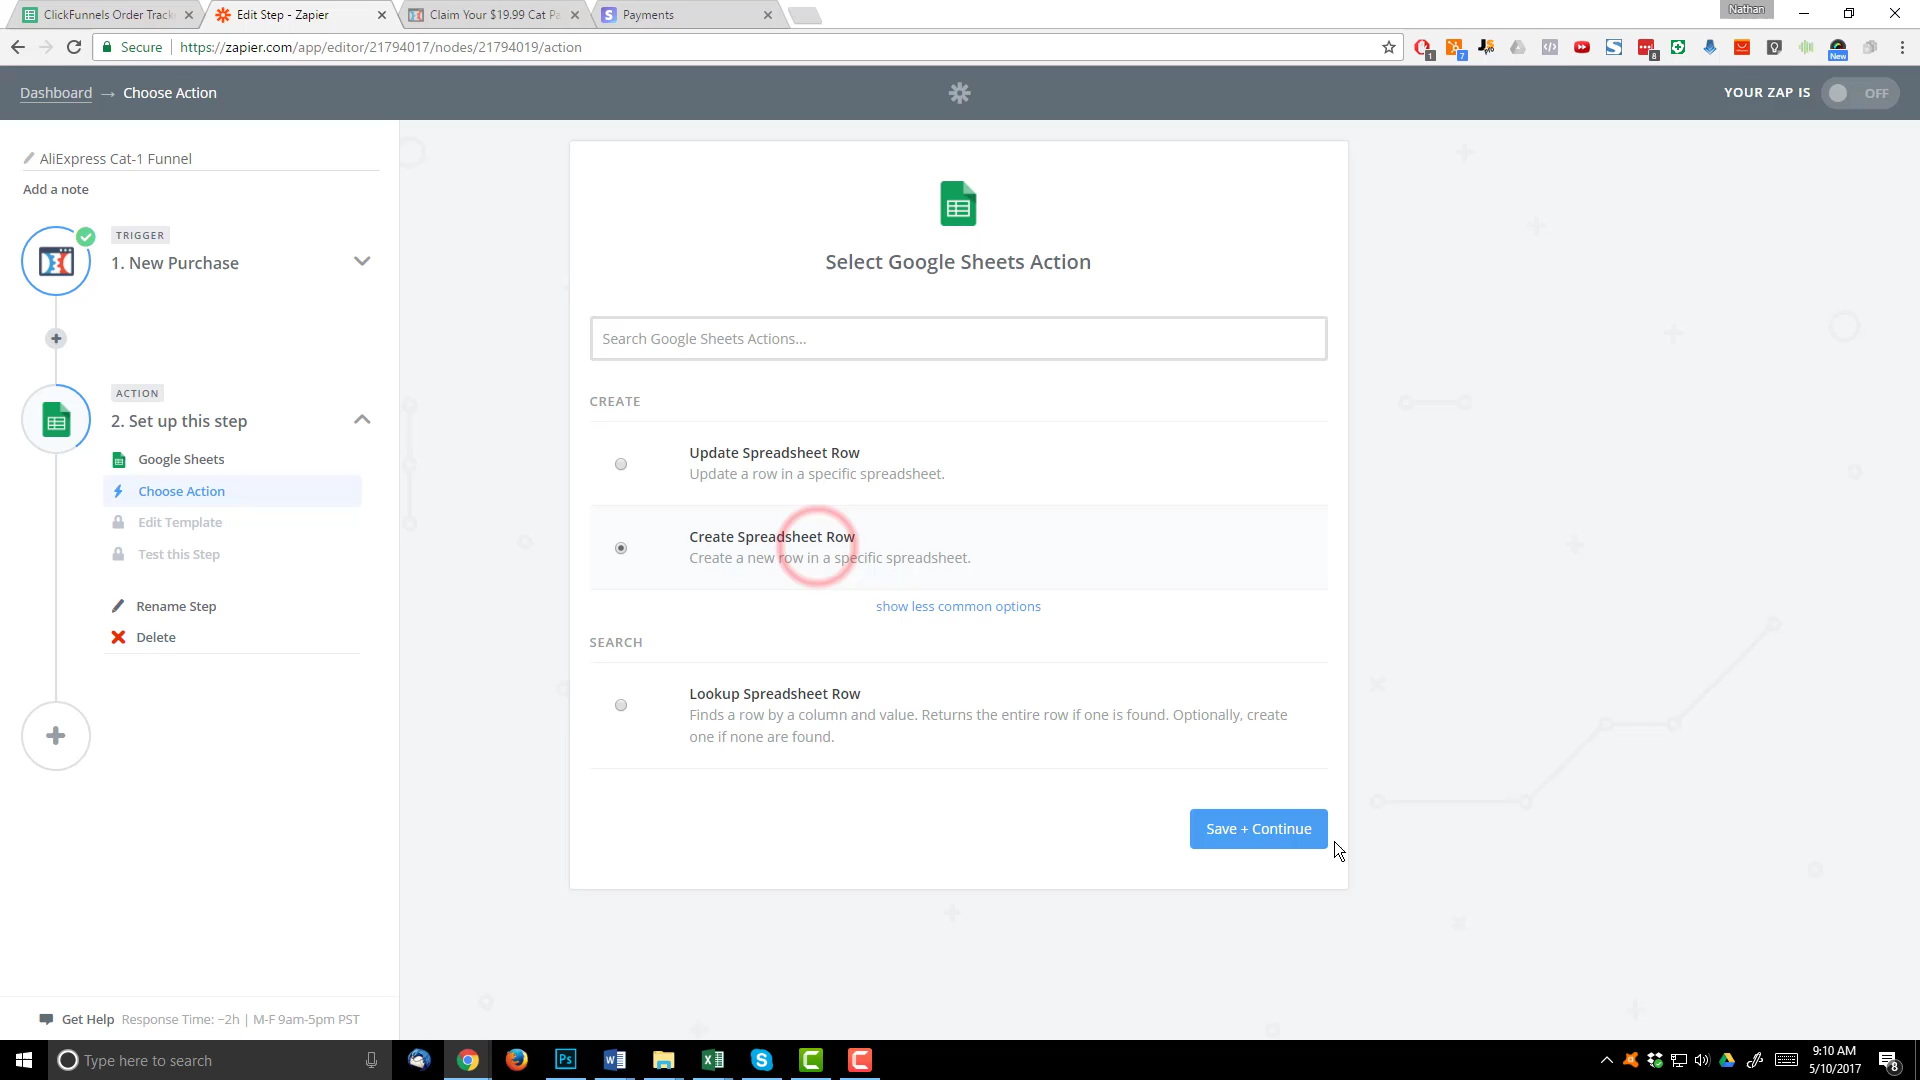 ClickFunnels Order Track
Edit Step - Zapier
Claim Your $19.99 Cat Pa
Payments
Nathan
Secure
https://zapier.com/app/editor/21794017/nodes/21794019/action
1
7
8
New
Dashboard → Choose Action
YOUR ZAP IS
OFF
AliExpress Cat-1 Funnel
Add a note
TRIGGER
1. New Purchase
ACTION
2. Set up this step
Google Sheets
Choose Action
Edit Template
Test this Step
Rename Step
Delete
Get Help
Response Time: ~2h | M-F 9am-5pm PST
Select Google Sheets Action
Search Google Sheets Actions...
CREATE
Update Spreadsheet Row
Update a row in a specific spreadsheet.
Create Spreadsheet Row
Create a new row in a specific spreadsheet.
show less common options
SEARCH
Lookup Spreadsheet Row
Finds a row by a column and value. Returns the entire row if one is found. Optionally, create
one if none are found.
Save + Continue
Type here to search
Ps
9:10 AM
5/10/2017
8